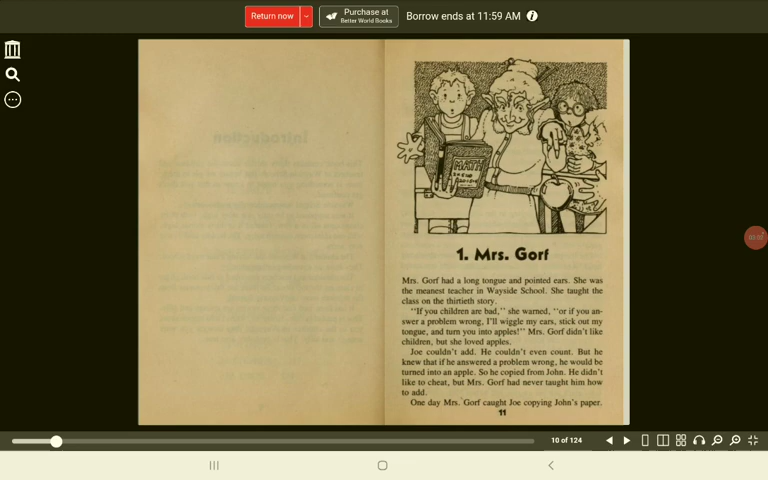 Return now
Purchase at
Better World Books
Borrow ends at 11:59 AM
MATH
1. Mrs. Gorf
Mrs. Gorf had a long tongue and pointed ears. She was
the meanest teacher in Wayside School. She taught the
class on the thirtieth story.
"If you children are bad," she warned, "or if you an-
swer a problem wrong, I'll wiggle my ears, stick out my
tongue, and turn you into apples!" Mrs. Gorf didn't like
children, but she loved apples.
Joe couldn't add. He couldn't even count. But he
knew that if he answered a problem wrong, he would be
turned into an apple. So he copied from John. He didn't
like to cheat, but Mrs. Gorf had never taught him how
to add.
One day Mrs. Gorf caught Joe copying John's paper.
11
10 of 124